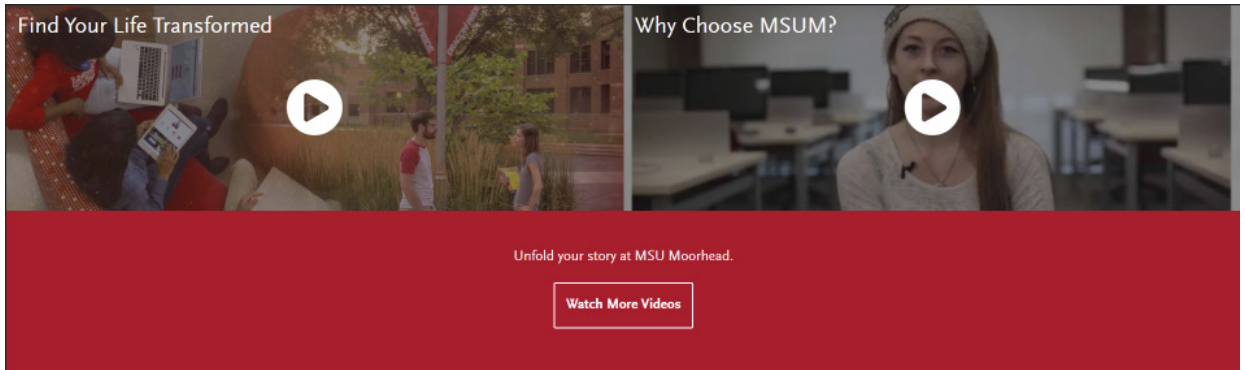 Find Your Life Transformed
Why Choose MSUM?
Unfold your story at MSU Moorhead.
Watch More Videos